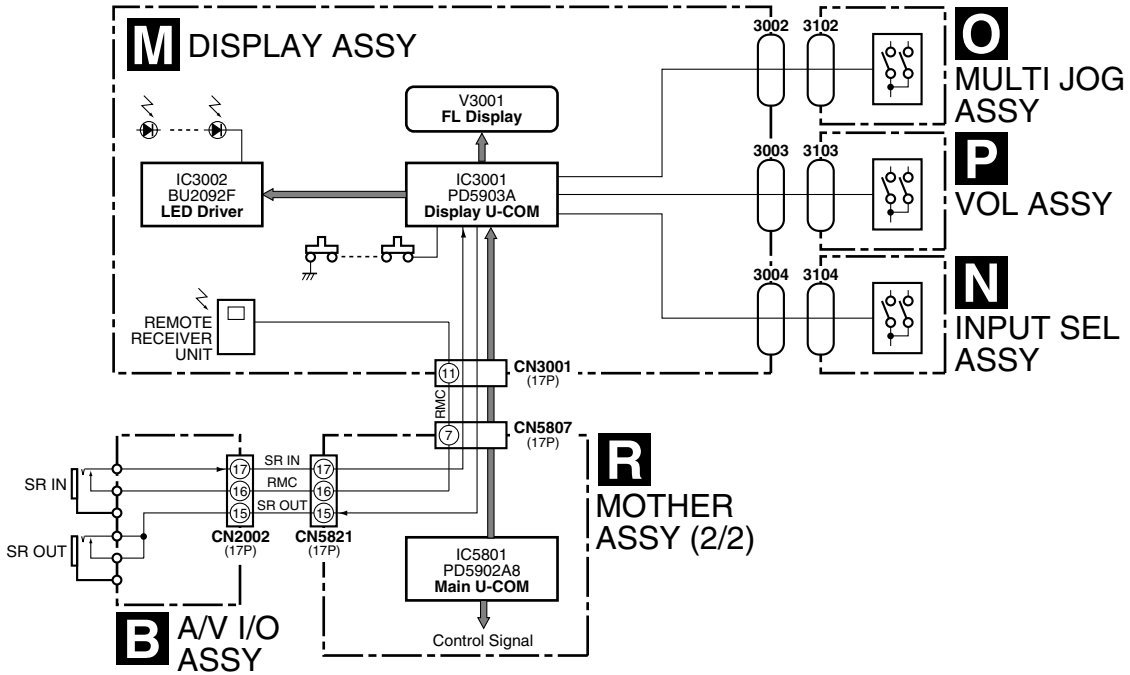 M DISPLAY ASSY
3002 3102
O
MULTI JOG
ASSY
V3001
FL Display
IC3002
BU2092F
LED Driver
IC3001
PD5903A
Display U-COM
3003 3103
P
VOL ASSY
3004 3104
N
INPUT SEL
ASSY
REMOTE
RECEIVER
UNIT
11
CN3001
(17P)
RMC
7
CN5807
(17P)
R
MOTHER
ASSY (2/2)
SR IN
17 SR IN 17
16 RMC 16
15 SR OUT 15
CN2002
(17P)
CN5821
(17P)
SR OUT
IC5801
PD5902A8
Main U-COM
Control Signal
B A/V I/O
ASSY